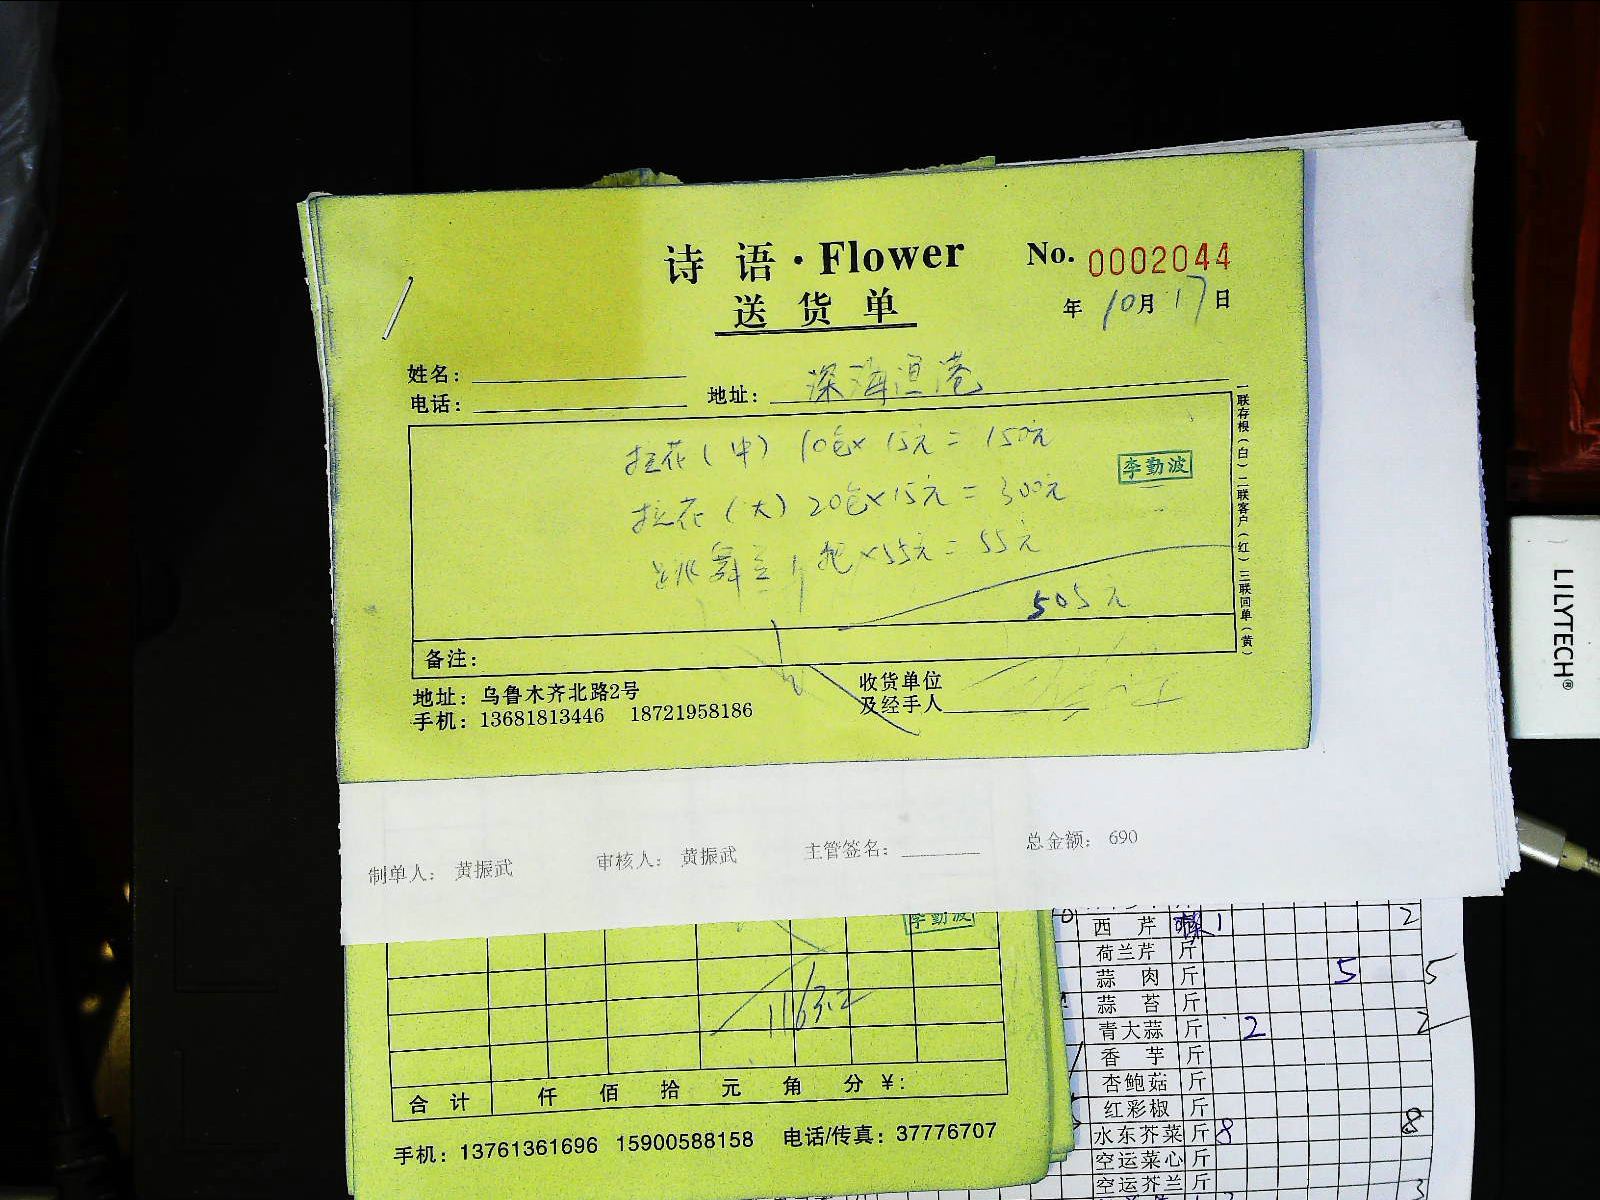 诗语·Flower
No. 0002044
送货单
年10月17日
姓名：
电话：
地址：深海渔港
拉花（中）10包×15元＝150元
拉花（大）20包×15元＝300元
跳舞兰1把×55元＝55元
505元
李勤波
一联存根（白）二联客户（红）三联回单（黄）
备注：
地址：乌鲁木齐北路2号
手机：13681813446 18721958186
收货单位
及经手人
制单人：黄振武 审核人：黄振武 主管签名： 总金额：690
李勤波
合计 仟 佰 拾 元 角 分 ¥：
手机：13761361696 15900588158 电话/传真：37776707
西芹 1 2
荷兰芹 斤
蒜肉 斤 5 5
蒜苔 斤
青大蒜 斤 2 2
香芋 斤
杏鲍菇 斤
红彩椒 斤
水东芥菜 斤 8 8
空运菜心 斤
空运芥兰 斤 3
LILYTECH®